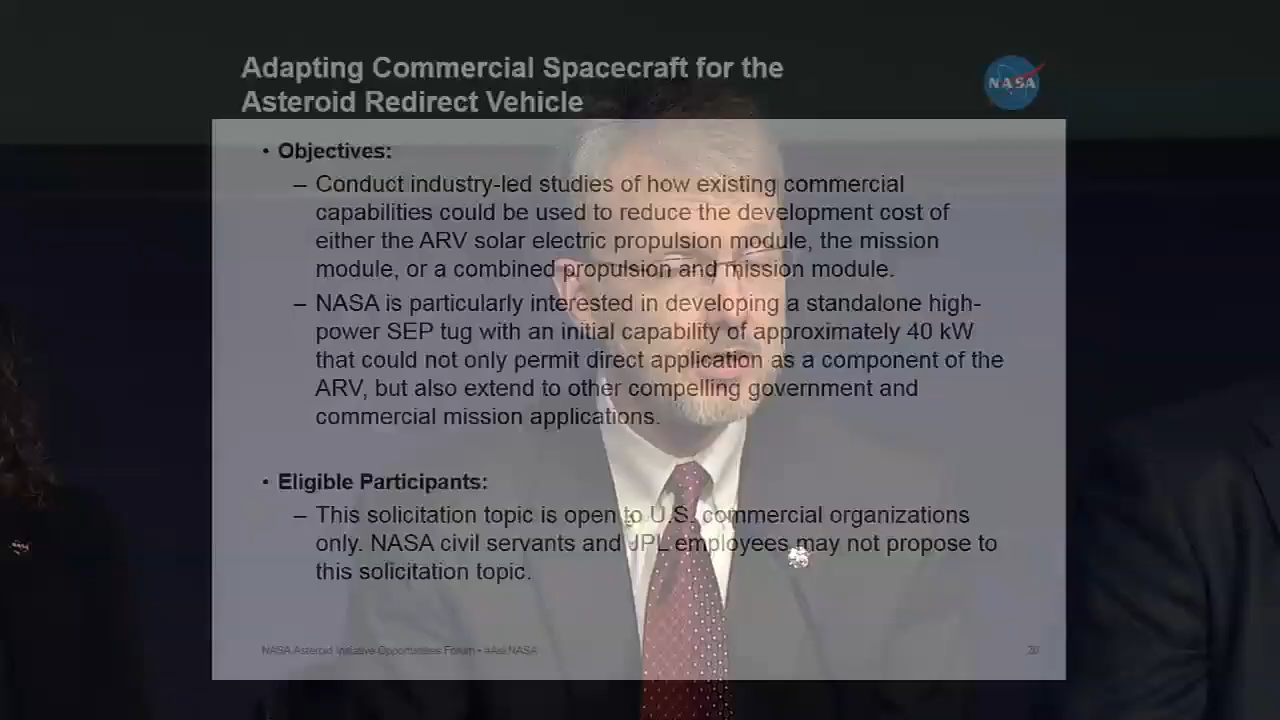 Adapting Commercial Spacecraft for the
Asteroid Redirect Vehicle
NASA
• Objectives:
– Conduct industry-led studies of how existing commercial
capabilities could be used to reduce the development cost of
either the ARV solar electric propulsion module, the mission
module, or a combined propulsion and mission module.
– NASA is particularly interested in developing a standalone high-
power SEP tug with an initial capability of approximately 40 kW
that could not only permit direct application as a component of the
ARV, but also extend to other compelling government and
commercial mission applications.
• Eligible Participants:
– This solicitation topic is open to U.S. commercial organizations
only. NASA civil servants and JPL employees may not propose to
this solicitation topic.
NASA Asteroid Initiative Opportunities Forum • #AskNASA